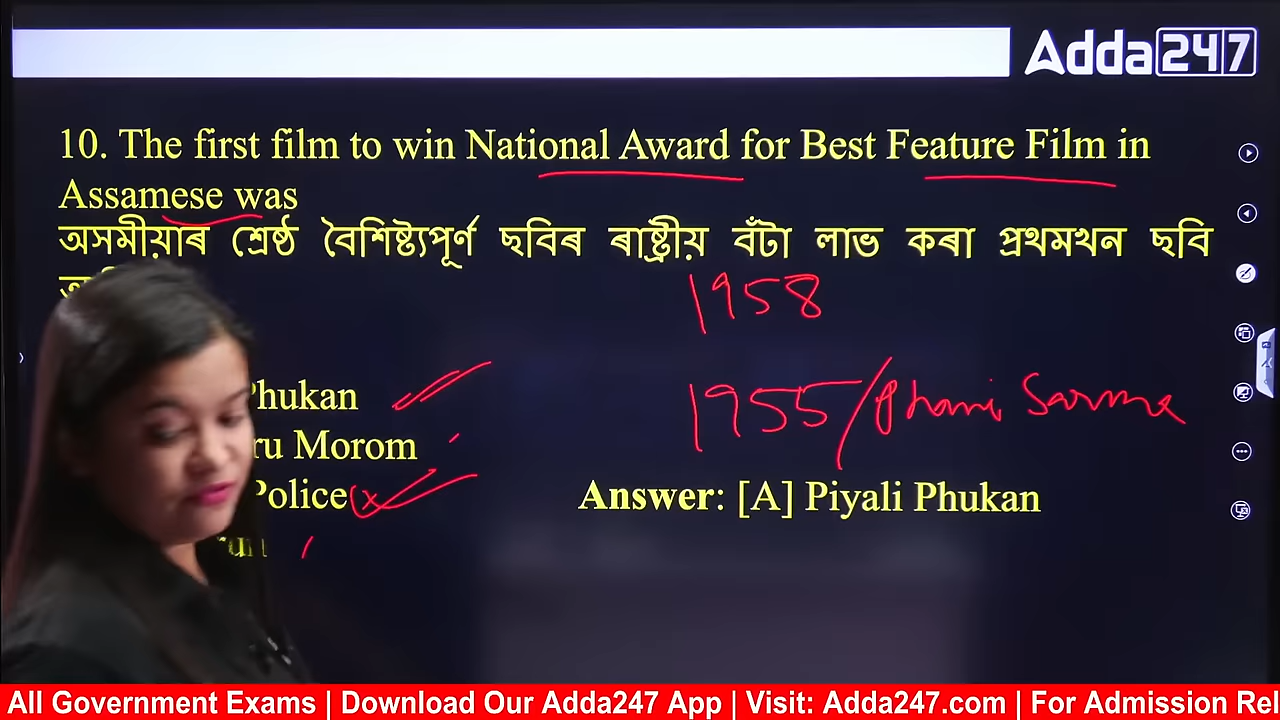 Adda247
10. The first film to win National Award for Best Feature Film in
Assamese was
অসমীয়াৰ শ্ৰেষ্ঠ বৈশিষ্ট্যপূৰ্ণ ছবিৰ ৰাষ্ট্ৰীয় বঁটা লাভ কৰা প্ৰথমখন ছবি
1958
Phukan
1955/Phani Sarma
ru Morom
Police
Answer: [A] Piyali Phukan
All Government Exams | Download Our Adda247 App | Visit: Adda247.com | For Admission Rel